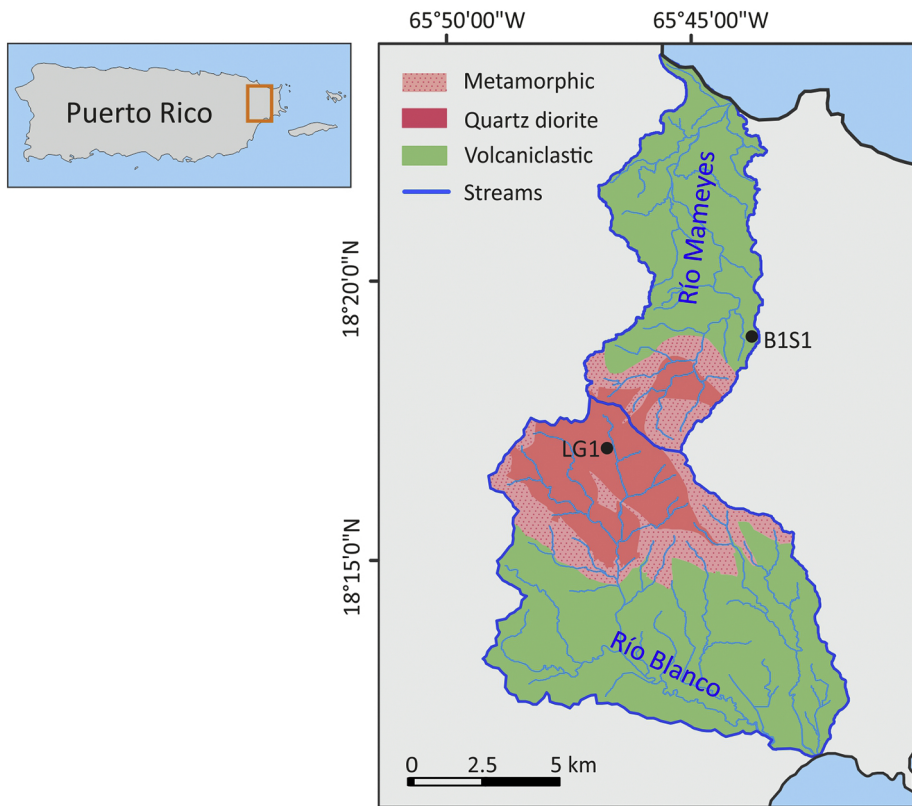 65°50'00"W
65°45'00"W
Puerto Rico
Metamorphic
Quartz diorite
Volcaniclastic
Streams
Río Mameyes
18°20'0"N
B1S1
LG1
18°15'0"N
Río Blanco
0 2.5 5 km